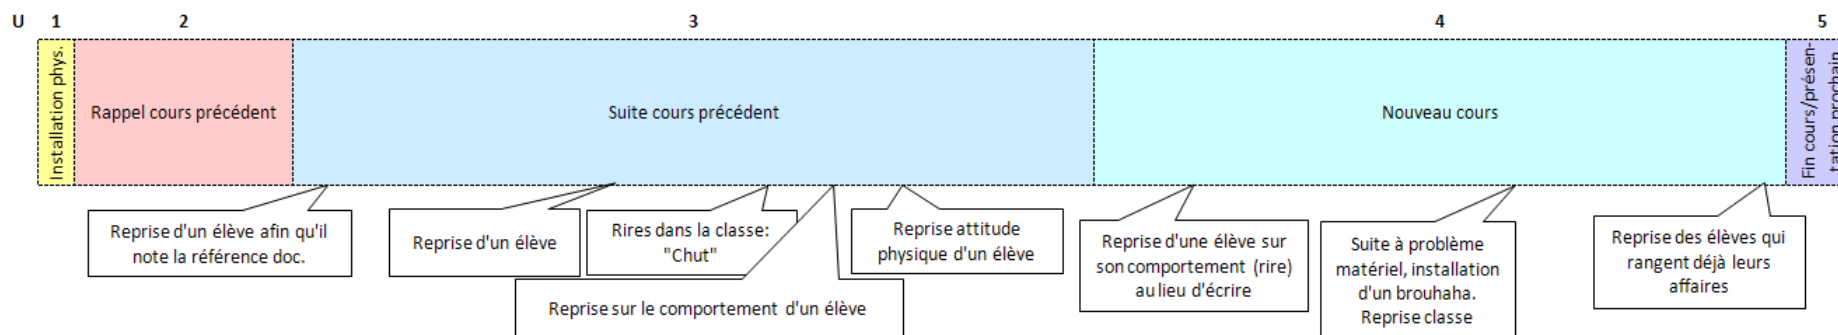 U 1 2 3 4 5
Installation phys.
Rappel cours précédent
Suite cours précédent
Nouveau cours
Fin cours/présen-
tation prochain
Reprise d'un élève afin qu'il
note la référence doc.
Reprise d'un élève
Rires dans la classe:
"Chut"
Reprise sur le comportement d'un élève
Reprise attitude
physique d'un élève
Reprise d'une élève sur
son comportement (rire)
au lieu d'écrire
Suite à problème
matériel, installation
d'un brouhaha.
Reprise classe
Reprise des élèves qui
rangent déjà leurs
affaires